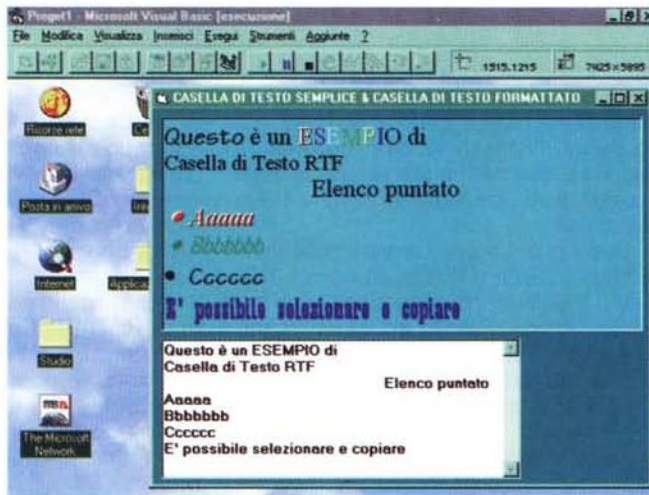 Proget1 - Microsoft Visual Basic [esecuzione]
File Modifica Visualizza Inserisci Esegui Strumenti Aggiunte ?
1515,1215 7425×5895
Risorse rete
Posta in arrivo
Internet
Studio
The Microsoft
Network
CASELLA DI TESTO SEMPLICE & CASELLA DI TESTO FORMATTATO
Questo è un ESEMPIO di
Casella di Testo RTF
Elenco puntato
• Aaaaa
• Bbbbbbb
• Cccccc
E' possibile selezionare e copiare
Questo è un ESEMPIO di
Casella di Testo RTF
Elenco puntato
Aaaaa
Bbbbbbb
Cccccc
E' possibile selezionare e copiare